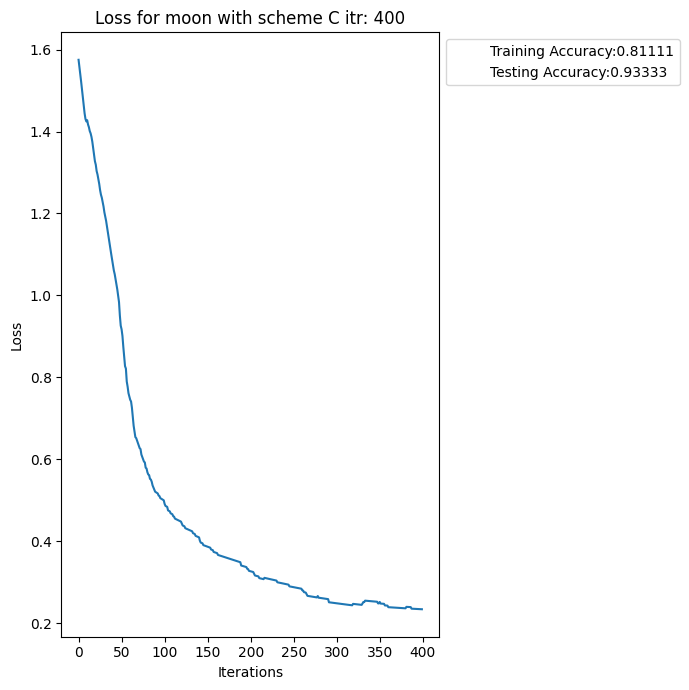 Loss for moon with scheme C itr: 400
Training Accuracy:0.81111
Testing Accuracy:0.93333
1.6
1.4
1.2
1.0
0.8
0.6
0.4
0.2
Loss
0 50 100 150 200 250 300 350 400
Iterations